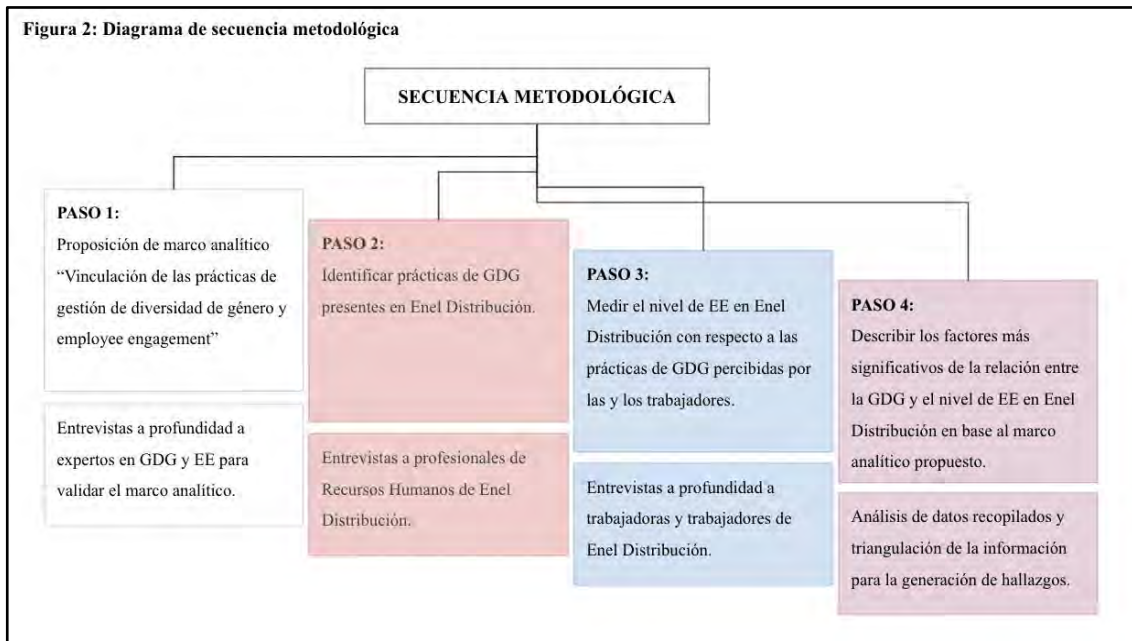 Figura 2: Diagrama de secuencia metodológica
SECUENCIA METODOLÓGICA
PASO 1:
Proposición de marco analítico
“Vinculación de las prácticas de
gestión de diversidad de género y
employee engagement”
Entrevistas a profundidad a
expertos en GDG y EE para
validar el marco analítico.
PASO 2:
Identificar prácticas de GDG
presentes en Enel Distribución.
Entrevistas a profesionales de
Recursos Humanos de Enel
Distribución.
PASO 3:
Medir el nivel de EE en Enel
Distribución con respecto a las
prácticas de GDG percibidas por
las y los trabajadores.
Entrevistas a profundidad a
trabajadoras y trabajadores de
Enel Distribución.
PASO 4:
Describir los factores más
significativos de la relación entre
la GDG y el nivel de EE en Enel
Distribución en base al marco
analítico propuesto.
Análisis de datos recopilados y
triangulación de la información
para la generación de hallazgos.